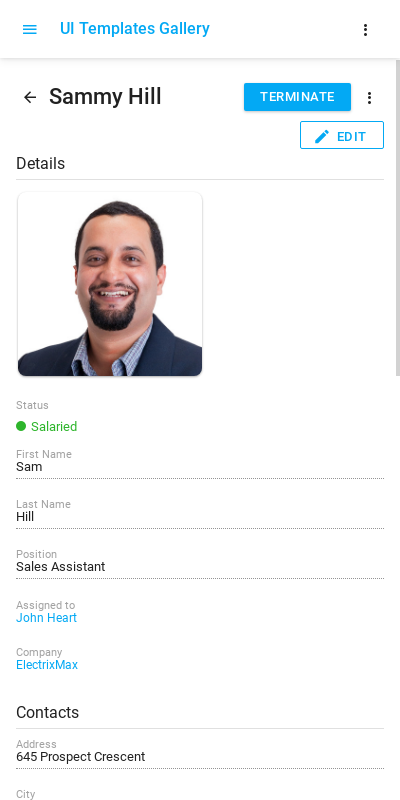 UI Templates Gallery
Sammy Hill
TERMINATE
EDIT
Details
Status
Salaried
First Name
Sam
Last Name
Hill
Position
Sales Assistant
Assigned to
John Heart
Company
ElectrixMax
Contacts
Address
645 Prospect Crescent
City